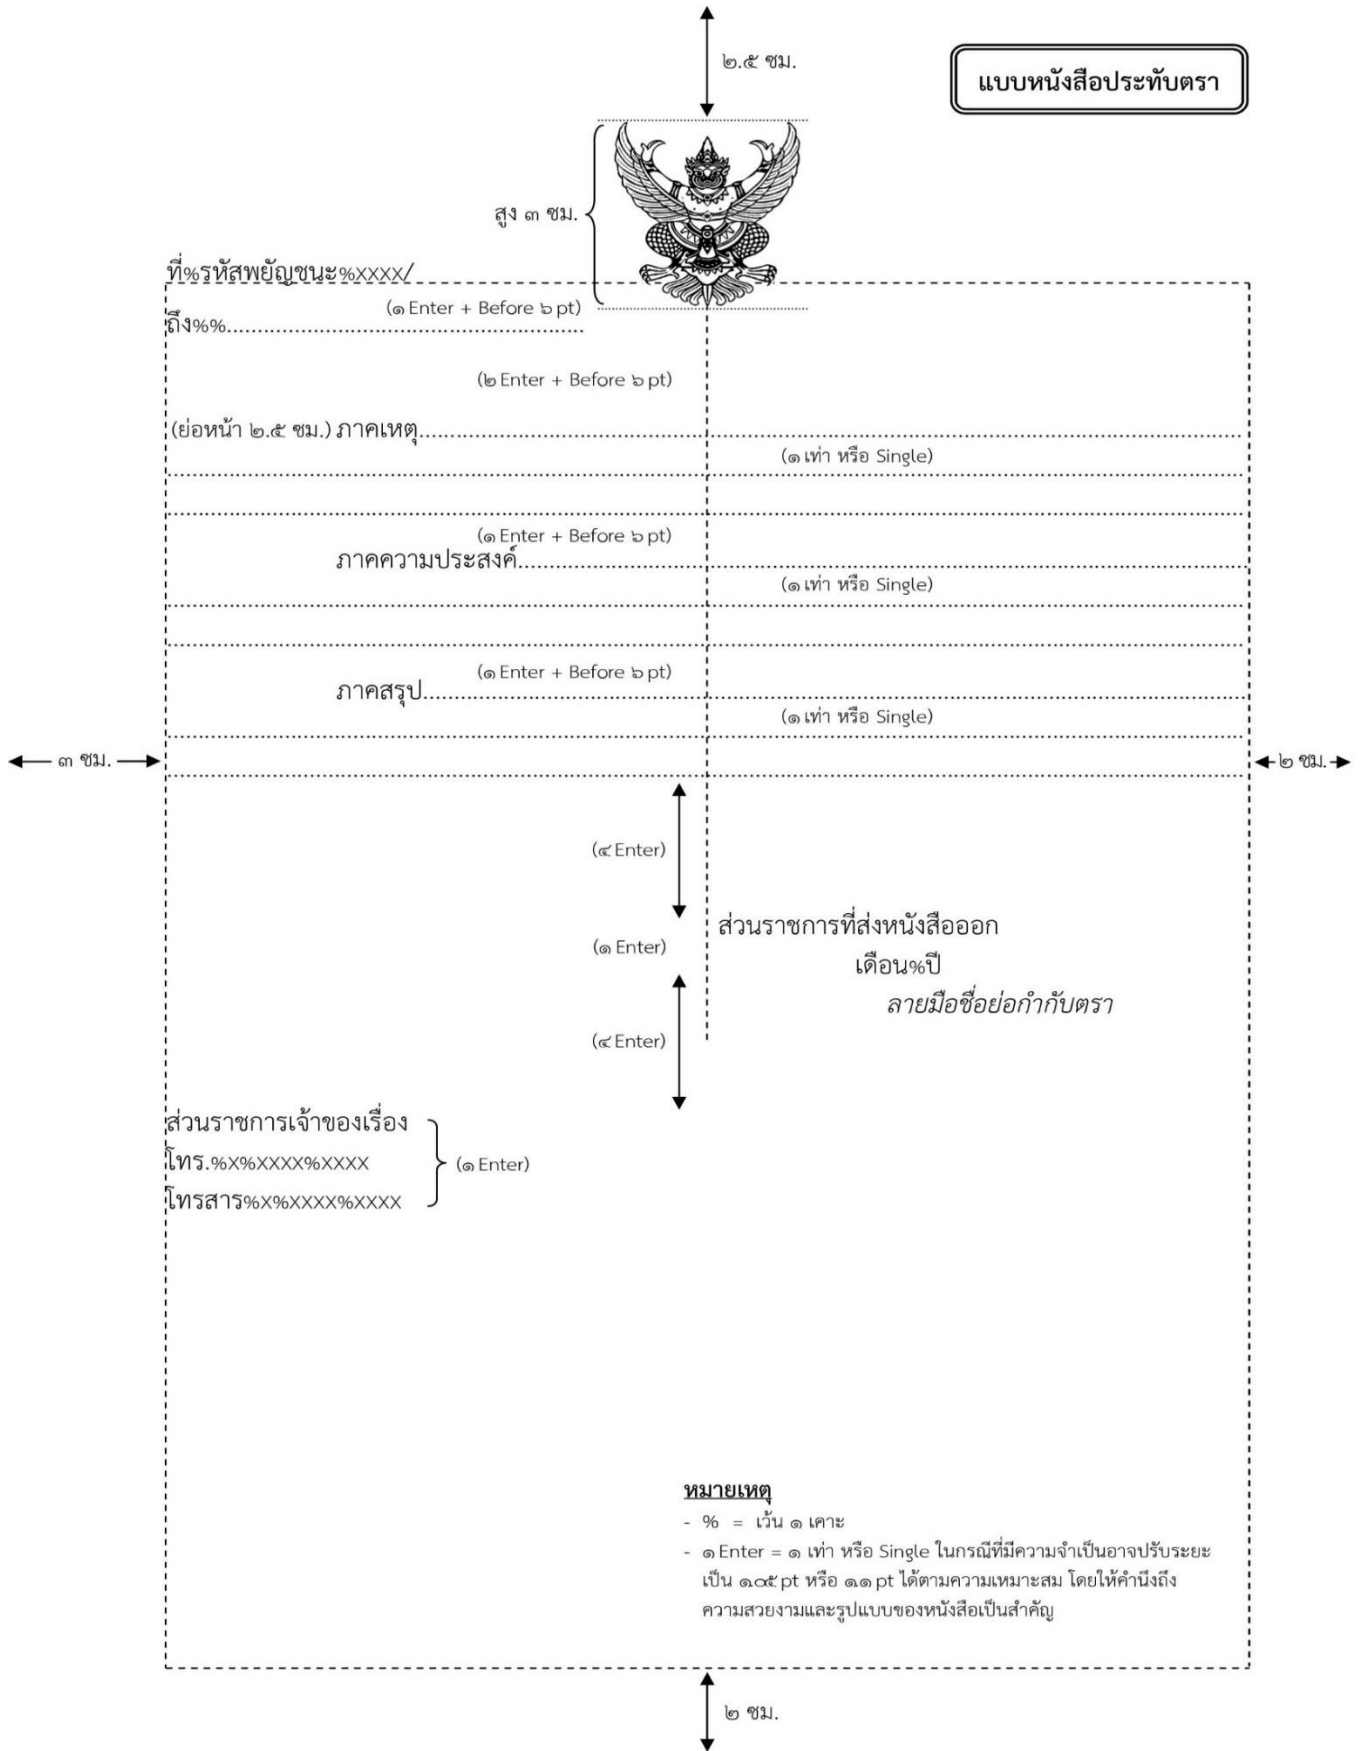 ๒.๕ ซม.
แบบหนังสือประทับตรา
สูง ๓ ซม.
ที่%รหัสพยัญชนะ%XXXX/
(๑ Enter + Before ๖ pt)
ถึง%%..........................................................
(๒ Enter + Before ๖ pt)
(ย่อหน้า ๒.๕ ซม.) ภาคเหตุ..........................................................
(๑ เท่า หรือ Single)
(๑ Enter + Before ๖ pt)
ภาคความประสงค์..........................................................
(๑ เท่า หรือ Single)
(๑ Enter + Before ๖ pt)
ภาคสรุป..........................................................
(๑ เท่า หรือ Single)
๓ ซม.
๒ ซม.
(๔ Enter)
ส่วนราชการที่ส่งหนังสือออก
(๑ Enter)
เดือน%ปี
ลายมือชื่อย่อกำกับตรา
(๔ Enter)
ส่วนราชการเจ้าของเรื่อง
โทร.%X%XXXX%XXXX
(๑ Enter)
โทรสาร%X%XXXX%XXXX
หมายเหตุ
- % = เว้น ๑ เคาะ
- ๑ Enter = ๑ เท่า หรือ Single ในกรณีที่มีความจำเป็นอาจปรับระยะ
เป็น ๑.๐๕ pt หรือ ๑.๑ pt ได้ตามความเหมาะสม โดยให้คำนึงถึง
ความสวยงามและรูปแบบของหนังสือเป็นสำคัญ
๒ ซม.